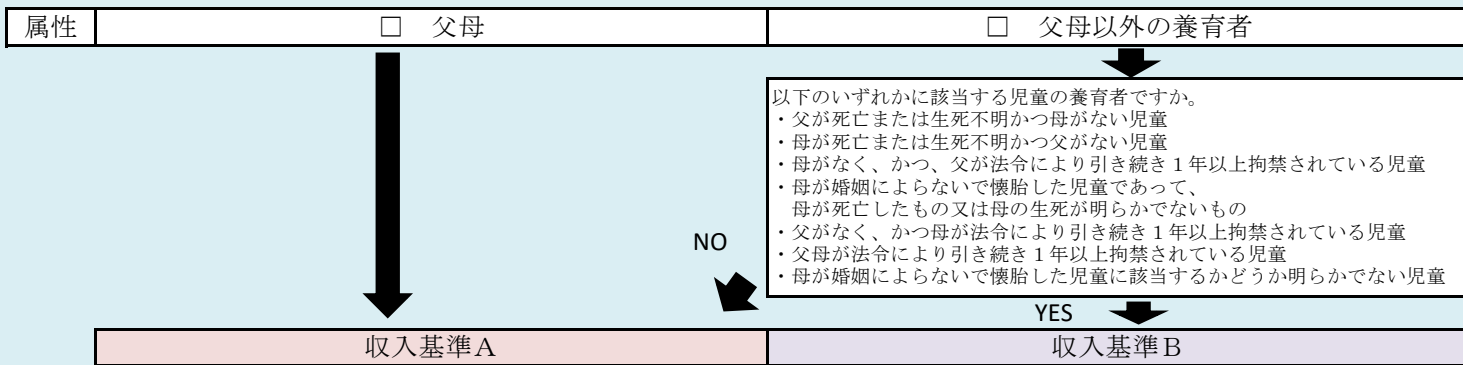 属性
□ 父母
□ 父母以外の養育者
以下のいずれかに該当する児童の養育者ですか。
・父が死亡または生死不明かつ母がない児童
・母が死亡または生死不明かつ父がない児童
・母がなく、かつ、父が法令により引き続き１年以上拘禁されている児童
・母が婚姻によらないで懐胎した児童であって、
母が死亡したもの又は母の生死が明らかでないもの
・父がなく、かつ母が法令により引き続き１年以上拘禁されている児童
・父母が法令により引き続き１年以上拘禁されている児童
・母が婚姻によらないで懐胎した児童に該当するかどうか明らかでない児童
NO
YES
収入基準Ａ
収入基準Ｂ